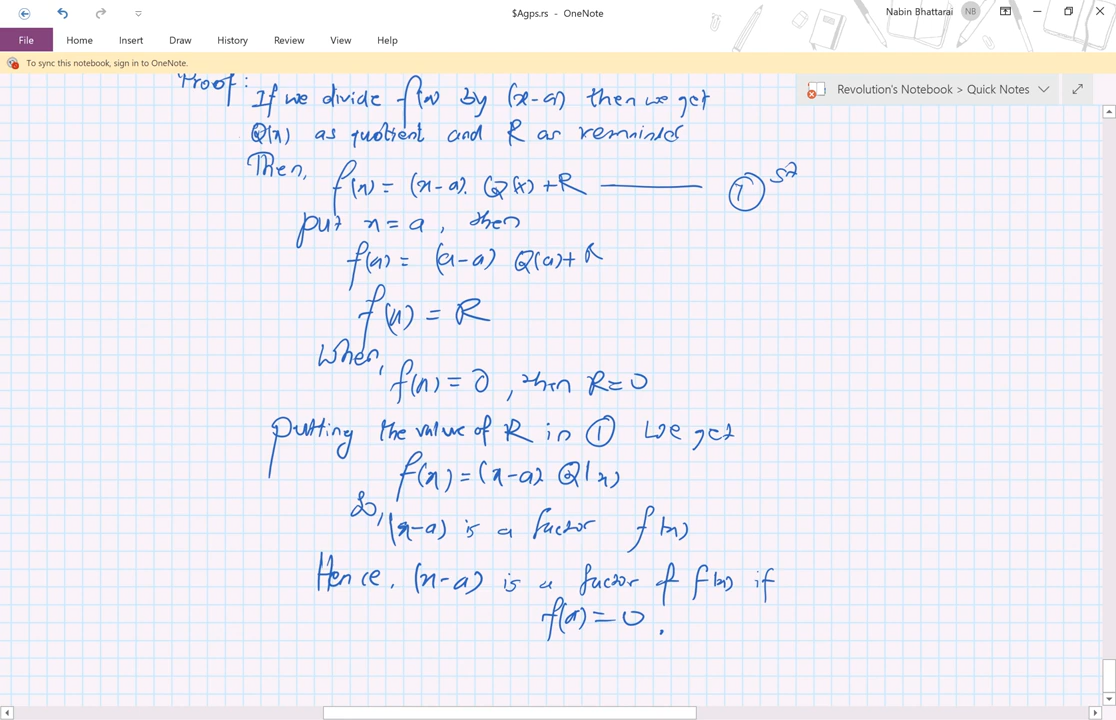 $Agps.rs - OneNote
Nabin Bhattarai NB
File Home Insert Draw History Review View Help
To sync this notebook, sign in to OneNote.
Revolution's Notebook > Quick Notes
Proof:
If we divide f(x) by (x-a) then we get
Q(x) as quotient and R as remainder
Then,
f(x) = (x-a). Q(x) + R ——— ①
put x = a, then
f(a) = (a-a) Q(a) + R
f(a) = R
When,
f(a) = 0, then R = 0
putting the value of R in ① we get
f(x) = (x-a). Q(x)
So,
(x-a) is a factor f(x)
Hence, (x-a) is a factor of f(x) if
f(a) = 0.